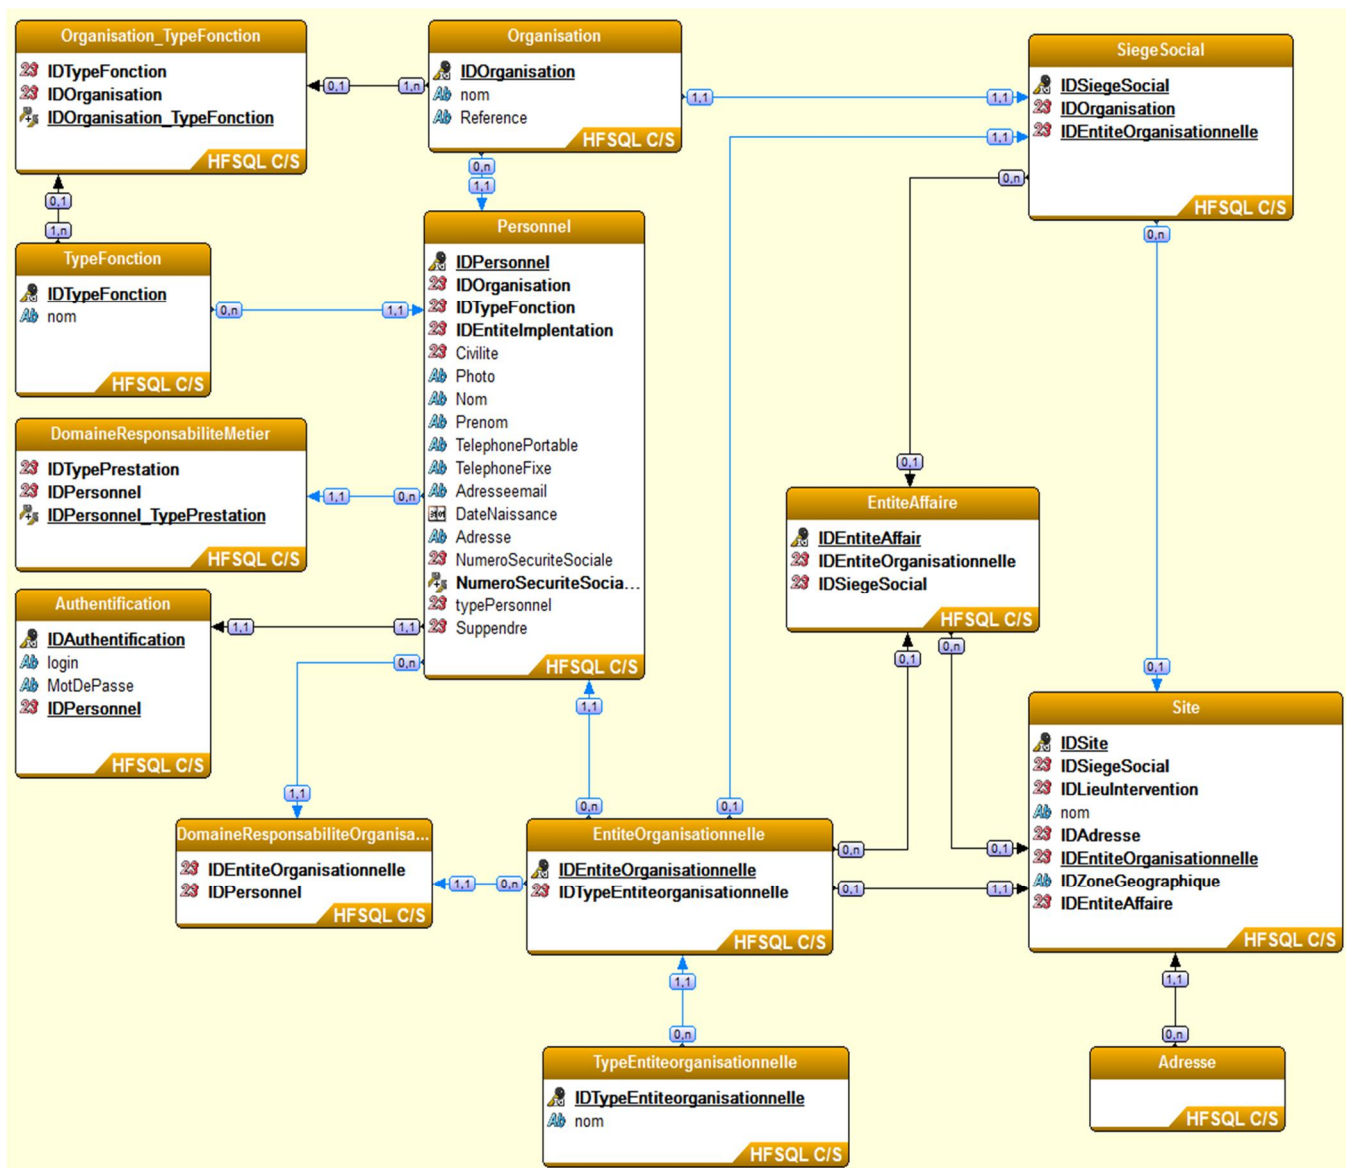 Organisation_TypeFonction
IDTypeFonction
IDOrganisation
IDOrganisation_TypeFonction
HFSQL C/S
0,1
1,n
Organisation
IDOrganisation
nom
Reference
HFSQL C/S
1,1
1,1
SiegeSocial
IDSiegeSocial
IDOrganisation
IDEntiteOrganisationnelle
HFSQL C/S
1,1
0,n
0,n
0,n
1,1
0,1
1,n
TypeFonction
IDTypeFonction
nom
HFSQL C/S
0,n
1,1
Personnel
IDPersonnel
IDOrganisation
IDTypeFonction
IDEntiteImplentation
Civilite
Photo
Nom
Prenom
TelephonePortable
TelephoneFixe
Adresseemail
DateNaissance
Adresse
NumeroSecuriteSociale
NumeroSecuriteSocia...
typePersonnel
Suppendre
HFSQL C/S
DomaineResponsabiliteMetier
IDTypePrestation
IDPersonnel
IDPersonnel_TypePrestation
HFSQL C/S
1,1
0,n
0,1
EntiteAffaire
IDEntiteAffair
IDEntiteOrganisationnelle
IDSiegeSocial
HFSQL C/S
Authentification
IDAuthentification
login
MotDePasse
IDPersonnel
HFSQL C/S
1,1
1,1
0,n
1,1
0,1
0,n
0,1
Site
IDSite
IDSiegeSocial
IDLieuIntervention
nom
IDAdresse
IDEntiteOrganisationnelle
IDZoneGeographique
IDEntiteAffaire
HFSQL C/S
1,1
0,n
0,1
DomaineResponsabiliteOrganisa...
IDEntiteOrganisationnelle
IDPersonnel
HFSQL C/S
1,1
0,n
EntiteOrganisationnelle
IDEntiteOrganisationnelle
IDTypeEntiteorganisationnelle
HFSQL C/S
0,n
0,1
0,1
1,1
1,1
0,n
1,1
0,n
TypeEntiteorganisationnelle
IDTypeEntiteorganisationnelle
nom
HFSQL C/S
Adresse
HFSQL C/S